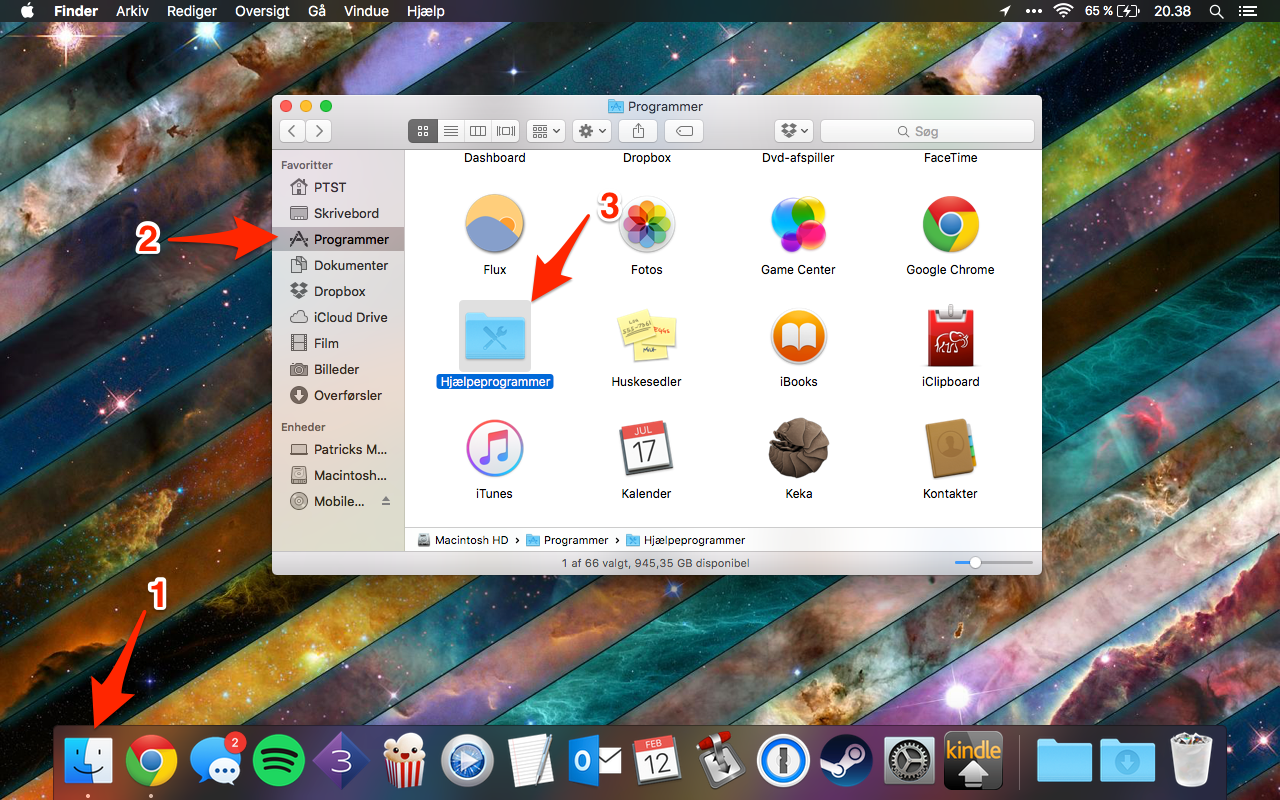 Finder Arkiv Rediger Oversigt Gå Vindue Hjælp 65 % 20.38
Programmer
Søg
Favoritter
PTST
Skrivebord
Programmer
Dokumenter
Dropbox
iCloud Drive
Film
Billeder
Overførsler
Enheder
Patricks M...
Macintosh...
Mobile...
Dashboard Dropbox Dvd-afspiller FaceTime
3
2
Flux Fotos Game Center Google Chrome
Hjælpeprogrammer Huskesedler iBooks iClipboard
JUL
17
iTunes Kalender Keka Kontakter
Macintosh HD › Programmer › Hjælpeprogrammer
1 af 66 valgt, 945,35 GB disponibel
1
2
3
FEB
12
kindle